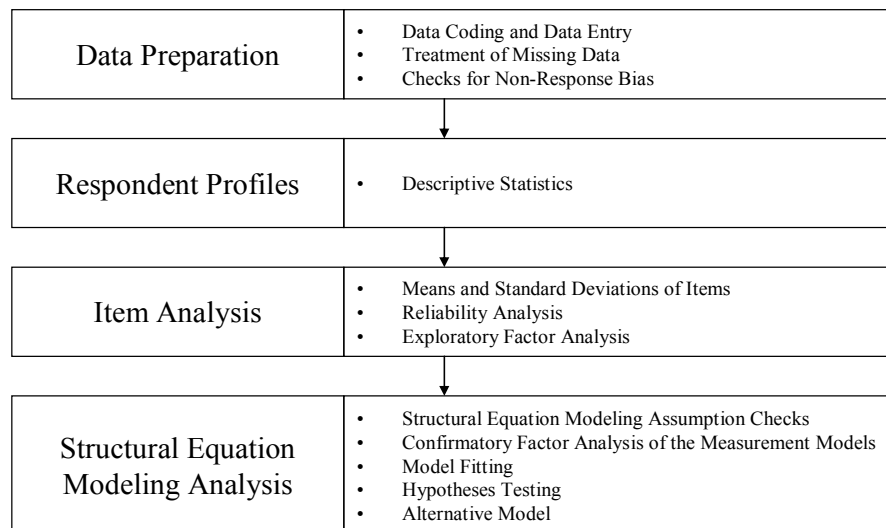 Data Preparation
• Data Coding and Data Entry
• Treatment of Missing Data
• Checks for Non-Response Bias
Respondent Profiles
• Descriptive Statistics
Item Analysis
• Means and Standard Deviations of Items
• Reliability Analysis
• Exploratory Factor Analysis
Structural Equation
Modeling Analysis
• Structural Equation Modeling Assumption Checks
• Confirmatory Factor Analysis of the Measurement Models
• Model Fitting
• Hypotheses Testing
• Alternative Model